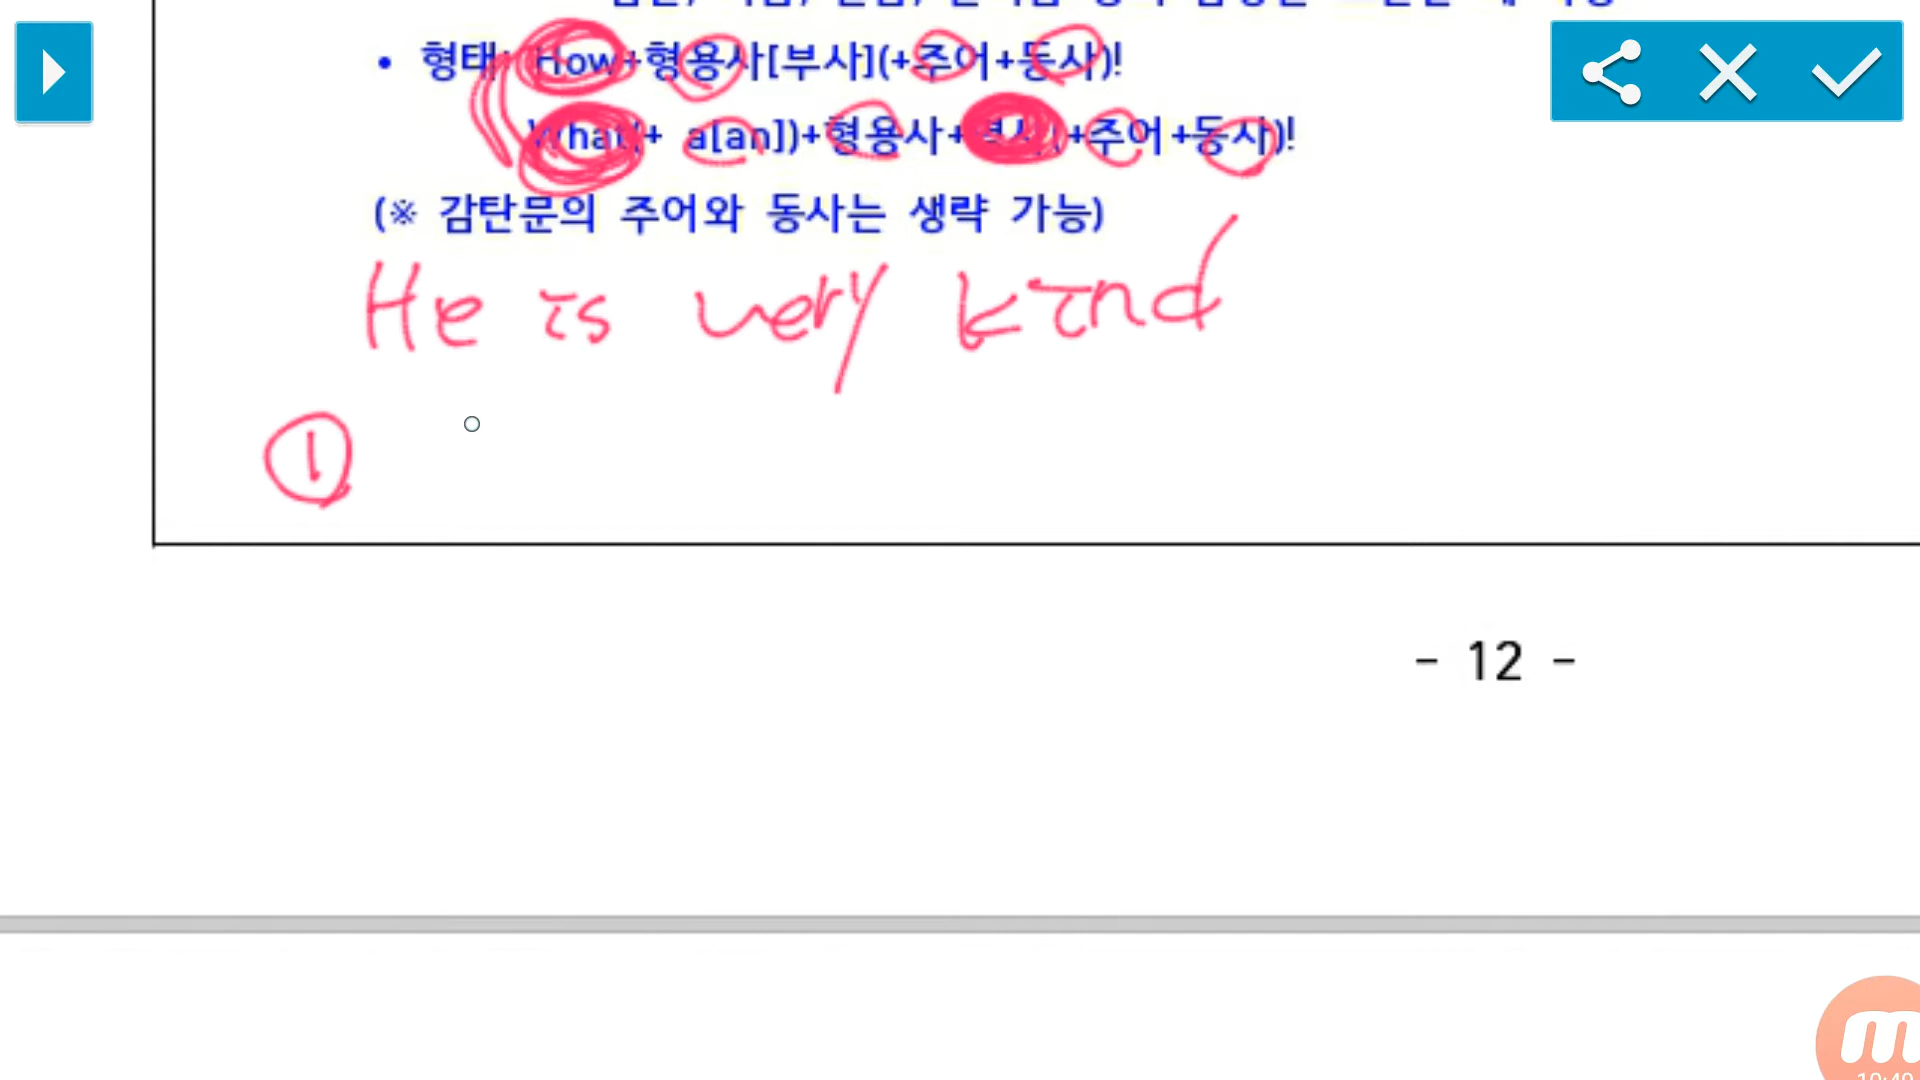 • 형태: How+형용사[부사](+주어+동사)!
What(+ a[an])+형용사+명사(+주어+동사)!
(※ 감탄문의 주어와 동사는 생략 가능)
He is very kind
①
- 12 -